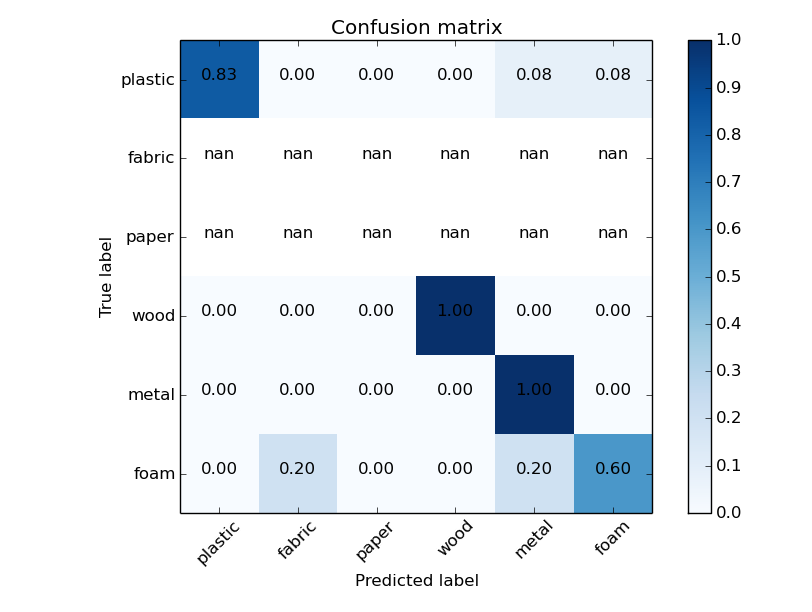 Confusion matrix
plastic 0.83 0.00 0.00 0.00 0.08 0.08
fabric nan nan nan nan nan nan
paper nan nan nan nan nan nan
wood 0.00 0.00 0.00 1.00 0.00 0.00
metal 0.00 0.00 0.00 0.00 1.00 0.00
foam 0.00 0.20 0.00 0.00 0.20 0.60
True label
plastic fabric paper wood metal foam
Predicted label
1.0
0.9
0.8
0.7
0.6
0.5
0.4
0.3
0.2
0.1
0.0